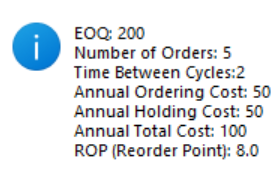 EOQ: 200
Number of Orders: 5
Time Between Cycles:2
Annual Ordering Cost: 50
Annual Holding Cost: 50
Annual Total Cost: 100
ROP (Reorder Point): 8.0